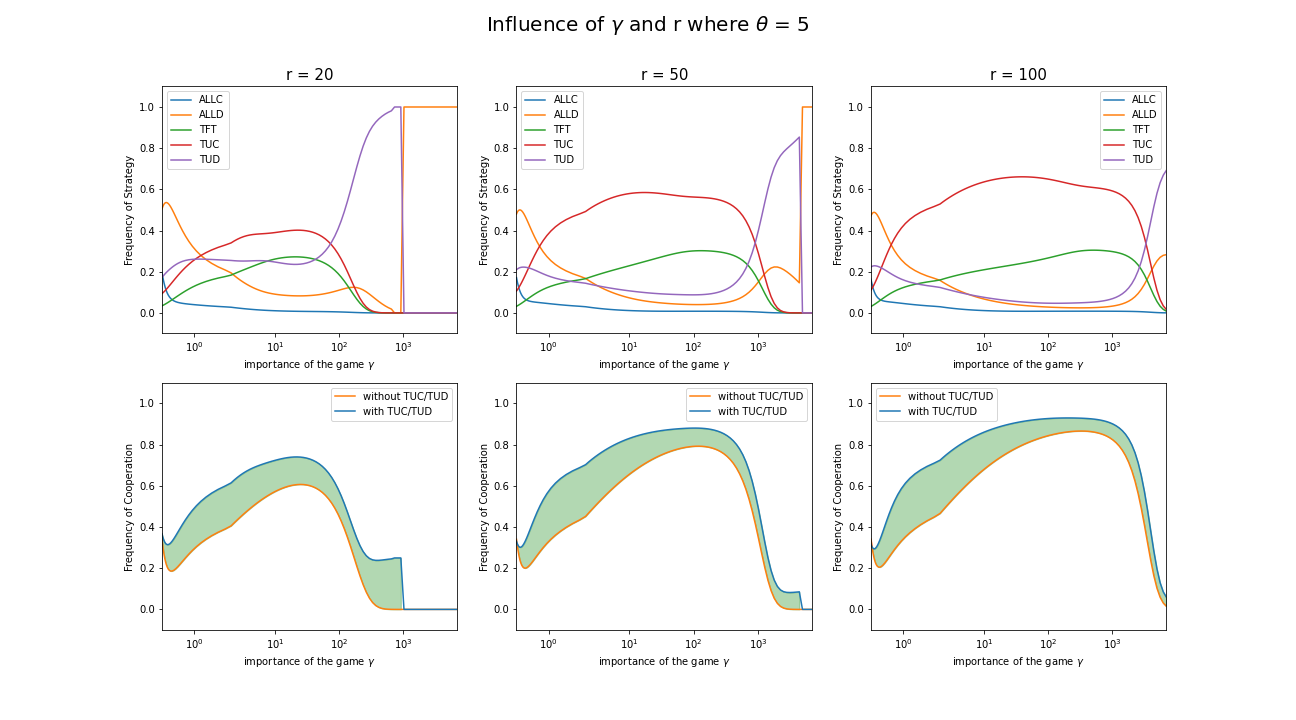 Influence of γ and r where θ = 5
r = 20
Frequency of Strategy
1.0
0.8
0.6
0.4
0.2
0.0
ALLC
ALLD
TFT
TUC
TUD
10⁰ 10¹ 10² 10³
importance of the game γ
r = 50
Frequency of Strategy
1.0
0.8
0.6
0.4
0.2
0.0
ALLC
ALLD
TFT
TUC
TUD
10⁰ 10¹ 10² 10³
importance of the game γ
r = 100
Frequency of Strategy
1.0
0.8
0.6
0.4
0.2
0.0
ALLC
ALLD
TFT
TUC
TUD
10⁰ 10¹ 10² 10³
importance of the game γ
Frequency of Cooperation
1.0
0.8
0.6
0.4
0.2
0.0
without TUC/TUD
with TUC/TUD
10⁰ 10¹ 10² 10³
importance of the game γ
Frequency of Cooperation
1.0
0.8
0.6
0.4
0.2
0.0
without TUC/TUD
with TUC/TUD
10⁰ 10¹ 10² 10³
importance of the game γ
Frequency of Cooperation
1.0
0.8
0.6
0.4
0.2
0.0
without TUC/TUD
with TUC/TUD
10⁰ 10¹ 10² 10³
importance of the game γ